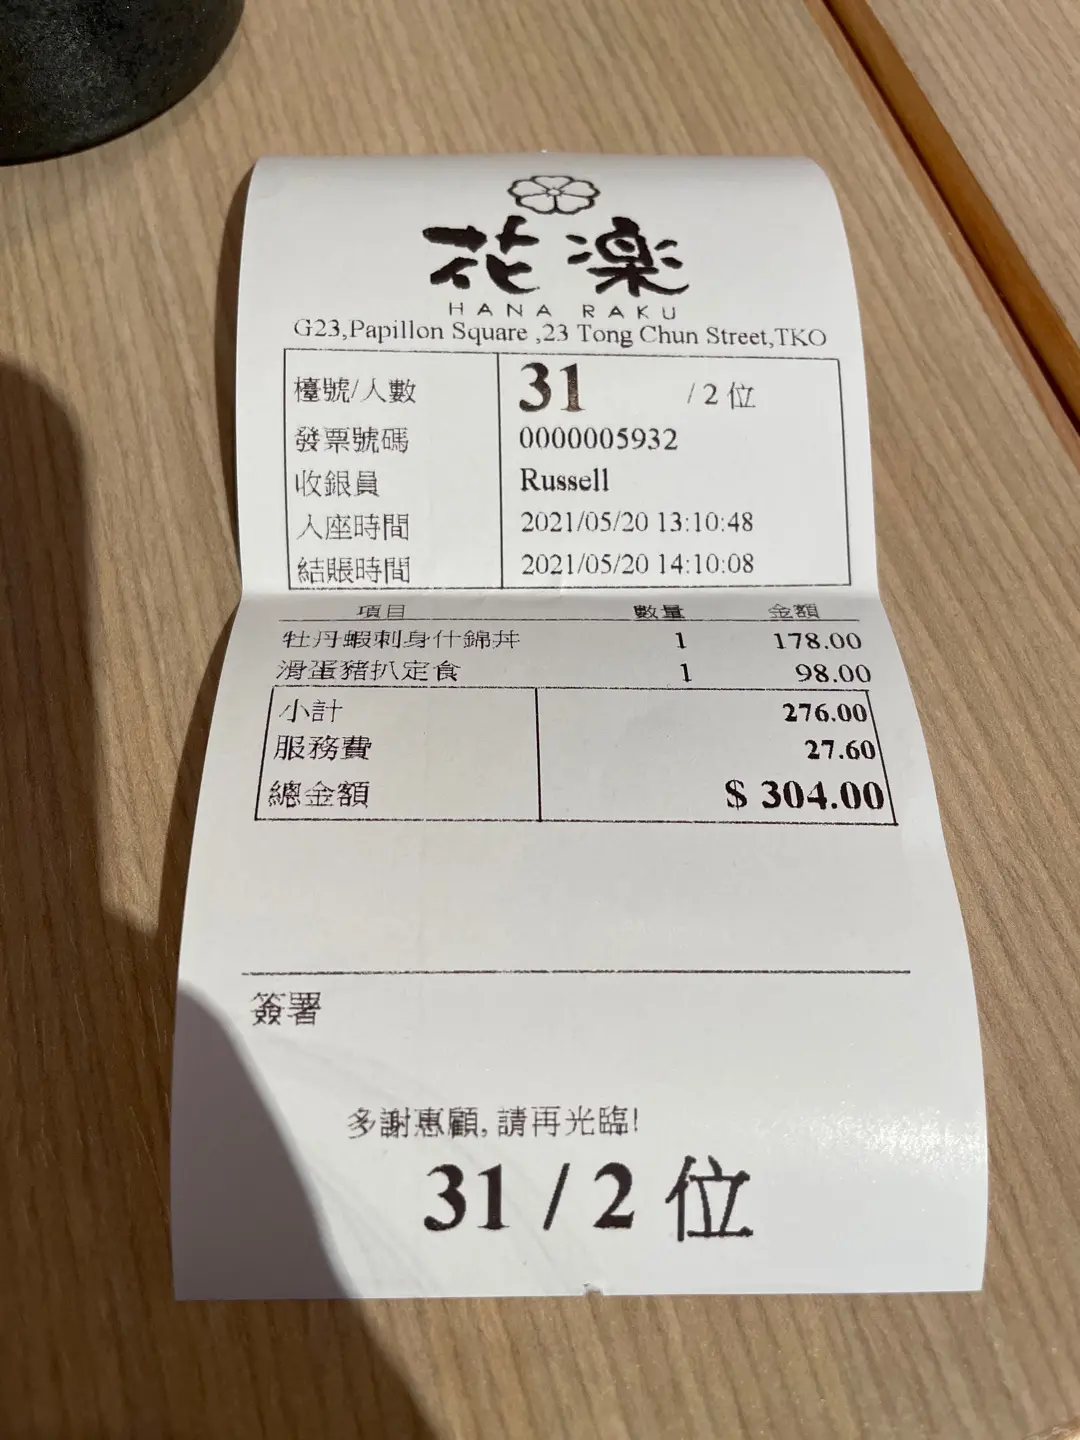 花楽
HANA RAKU
G23,Papillon Square ,23 Tong Chun Street,TKO
檯號/人數 31 / 2 位
發票號碼 0000005932
收銀員 Russell
入座時間 2021/05/20 13:10:48
結賬時間 2021/05/20 14:10:08
項目 數量 金額
牡丹蝦刺身什錦丼 1 178.00
滑蛋豬扒定食 1 98.00
小計 276.00
服務費 27.60
總金額 $ 304.00
簽署
多謝惠顧, 請再光臨!
31 / 2 位